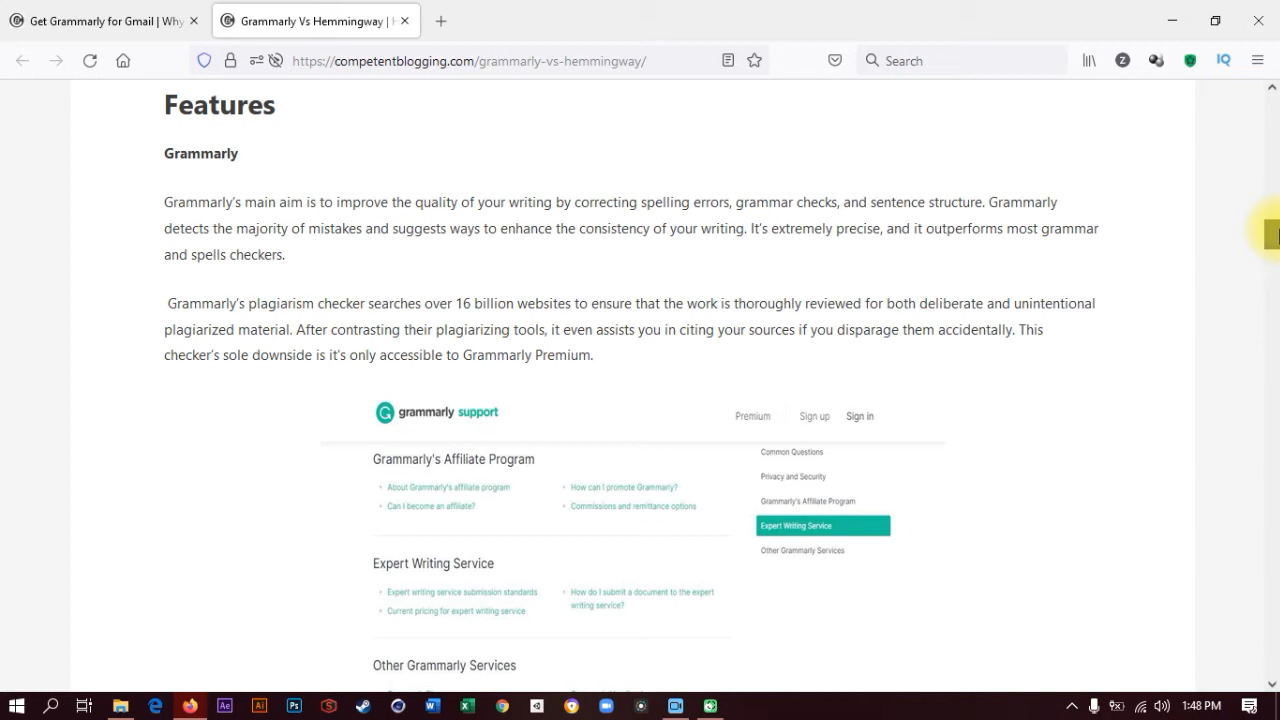 Get Grammarly for Gmail | Why
Grammarly Vs Hemmingway |
https://competentblogging.com/grammarly-vs-hemmingway/
Search
Features
Grammarly
Grammarly's main aim is to improve the quality of your writing by correcting spelling errors, grammar checks, and sentence structure. Grammarly
detects the majority of mistakes and suggests ways to enhance the consistency of your writing. It's extremely precise, and it outperforms most grammar
and spells checkers.
Grammarly's plagiarism checker searches over 16 billion websites to ensure that the work is thoroughly reviewed for both deliberate and unintentional
plagiarized material. After contrasting their plagiarizing tools, it even assists you in citing your sources if you disparage them accidentally. This
checker's sole downside is it's only accessible to Grammarly Premium.
grammarly support
Premium
Sign up
Sign in
Grammarly's Affiliate Program
About Grammarly's affiliate program
How can I promote Grammarly?
Can I become an affiliate?
Commissions and remittance options
Expert Writing Service
Expert writing service submission standards
How do I submit a document to the expert
writing service?
Current pricing for expert writing service
Other Grammarly Services
Common Questions
Privacy and Security
Grammarly's Affiliate Program
Expert Writing Service
Other Grammarly Services
1:48 PM